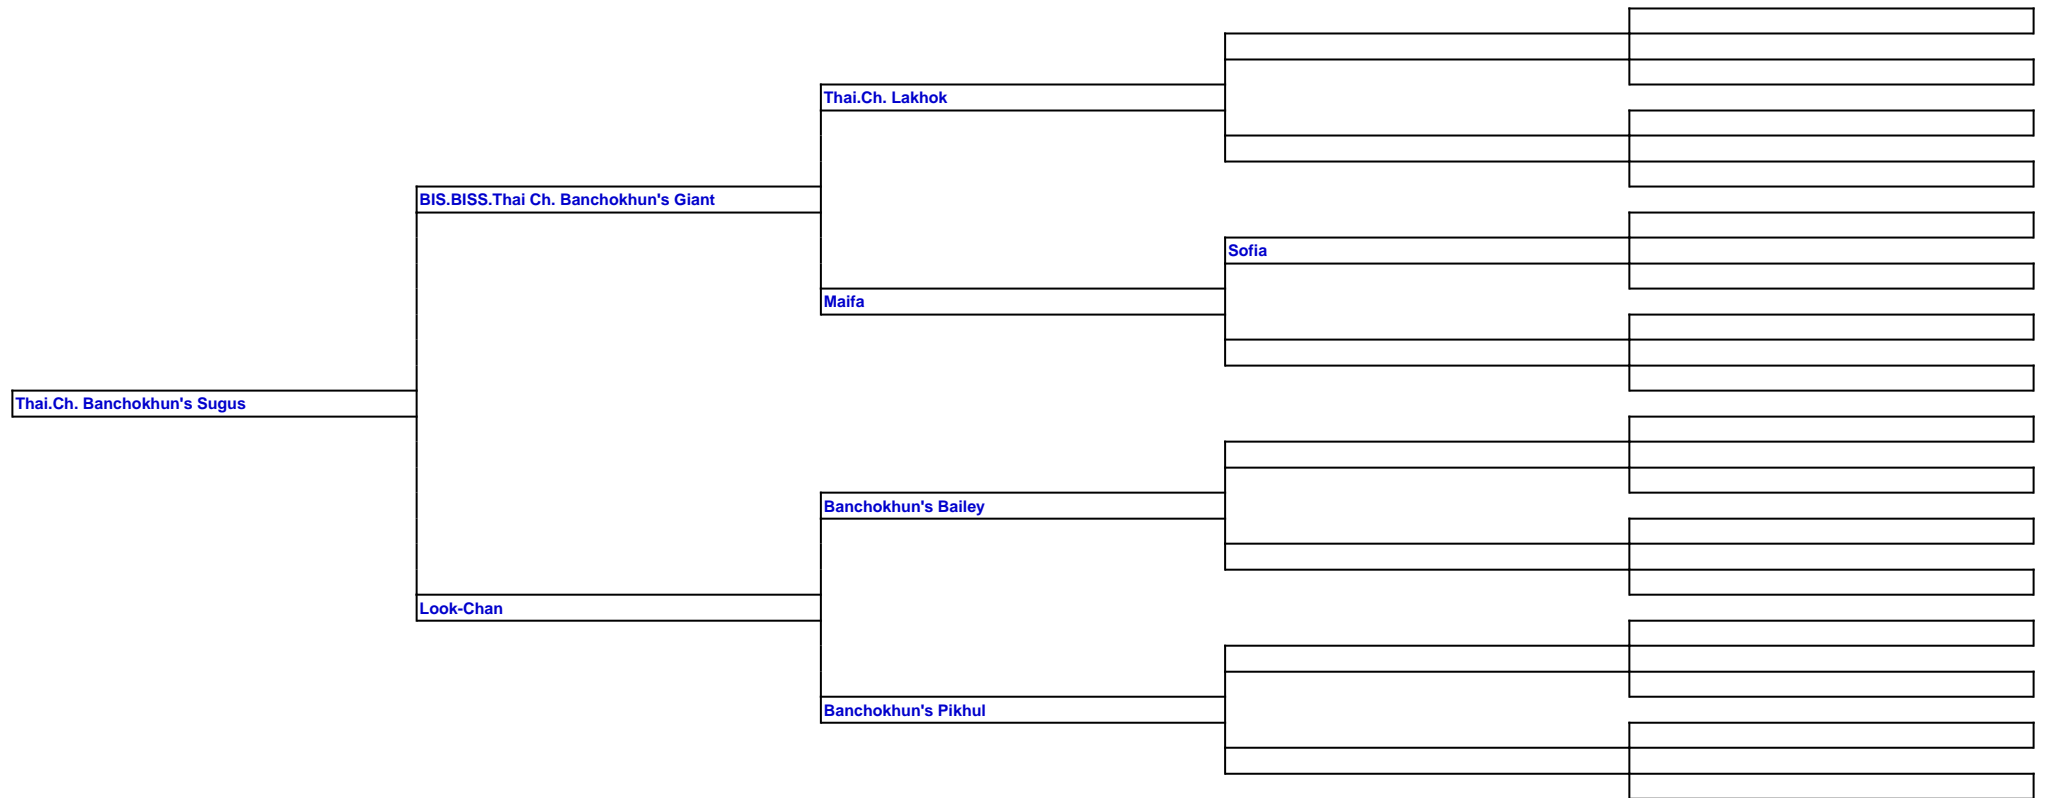 Thai.Ch. Lakhok
BIS.BISS.Thai Ch. Banchokhun's Giant
Sofia
Maifa
Thai.Ch. Banchokhun's Sugus
Banchokhun's Bailey
Look-Chan
Banchokhun's Pikhul